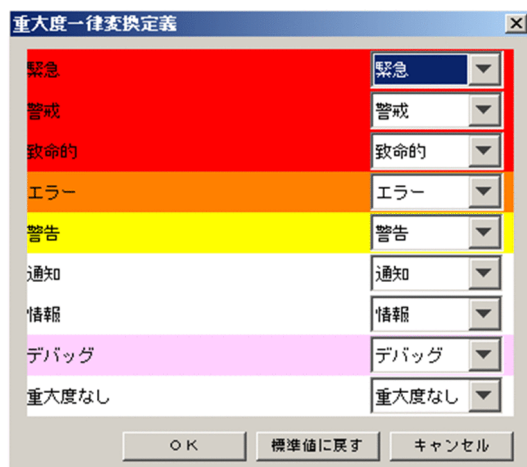 重大度一律変換定義
緊急 緊急
警戒 警戒
致命的 致命的
エラー エラー
警告 警告
通知 通知
情報 情報
デバッグ デバッグ
重大度なし 重大度なし
ＯＫ 標準値に戻す キャンセル